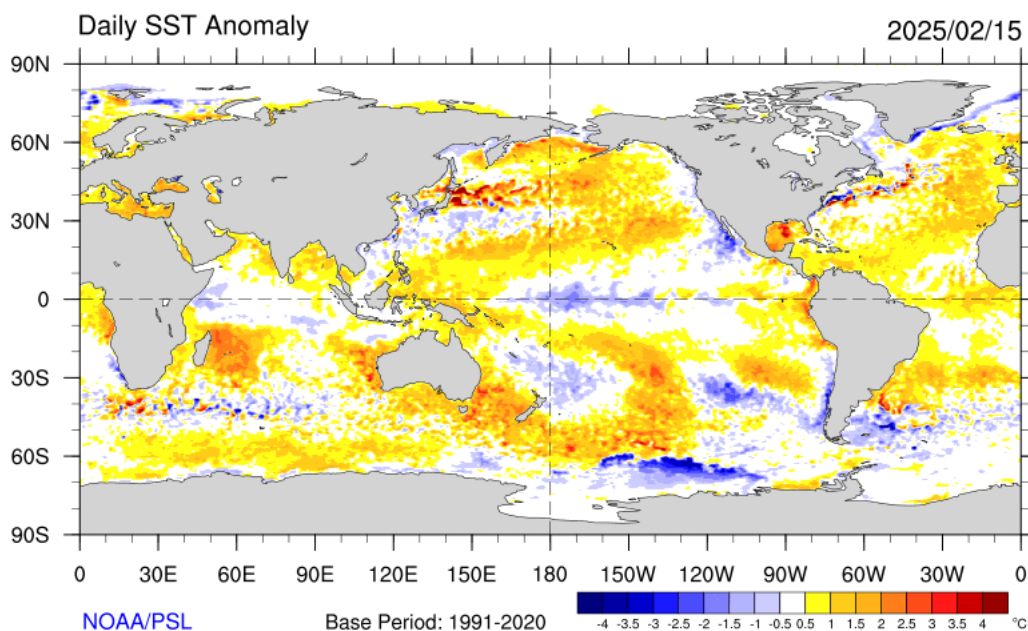 Daily SST Anomaly 2025/02/15
90N
60N
30N
0
30S
60S
90S
0 30E 60E 90E 120E 150E 180 150W 120W 90W 60W 30W 0
NOAA/PSL Base Period: 1991-2020
-4 -3.5 -3 -2.5 -2 -1.5 -1 -0.5 0.5 1 1.5 2 2.5 3 3.5 4 °C